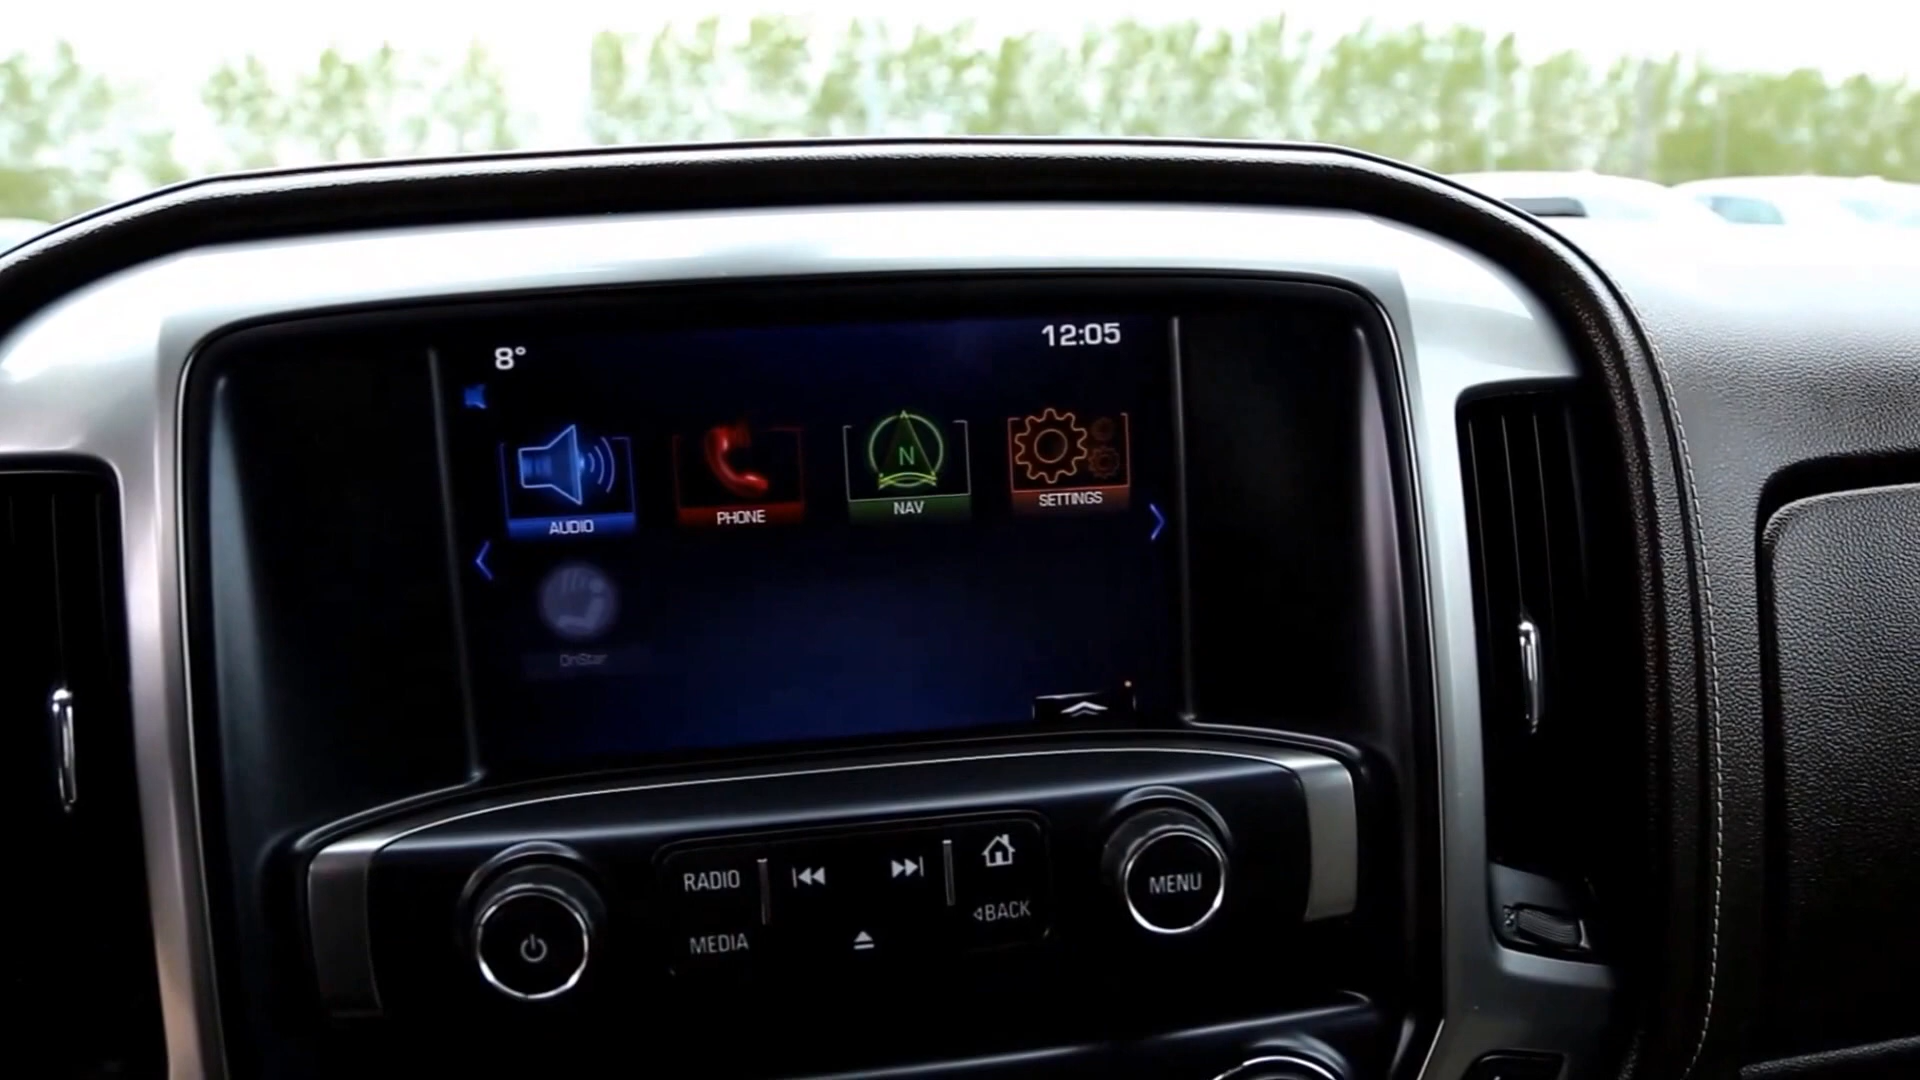 8°
12:05
AUDIO
PHONE
NAV
N
SETTINGS
OnStar
RADIO
MEDIA
BACK
MENU